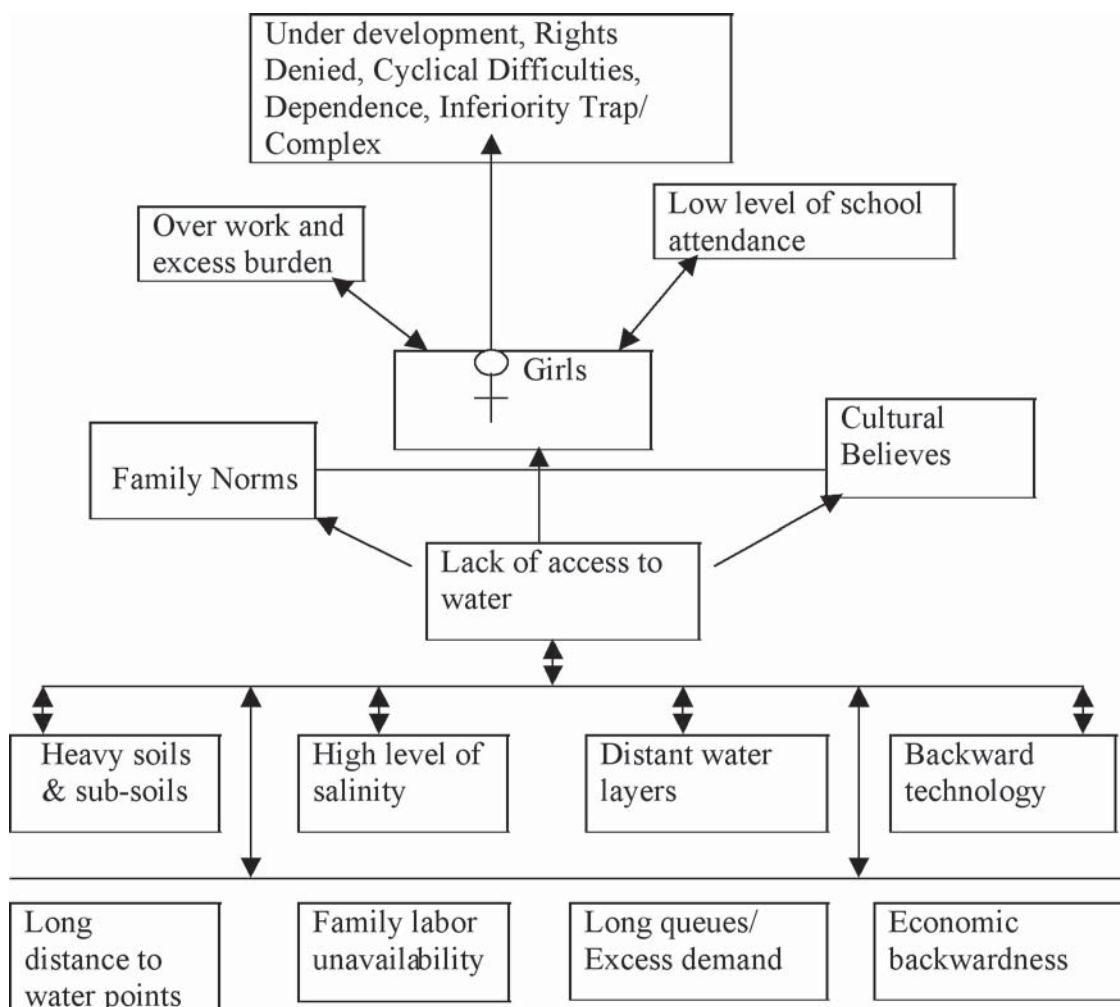 Under development, Rights
Denied, Cyclical Difficulties,
Dependence, Inferiority Trap/
Complex
Over work and
excess burden
Low level of school
attendance
Girls
Family Norms
Cultural
Believes
Lack of access to
water
Heavy soils
& sub-soils
High level of
salinity
Distant water
layers
Backward
technology
Long
distance to
water points
Family labor
unavailability
Long queues/
Excess demand
Economic
backwardness